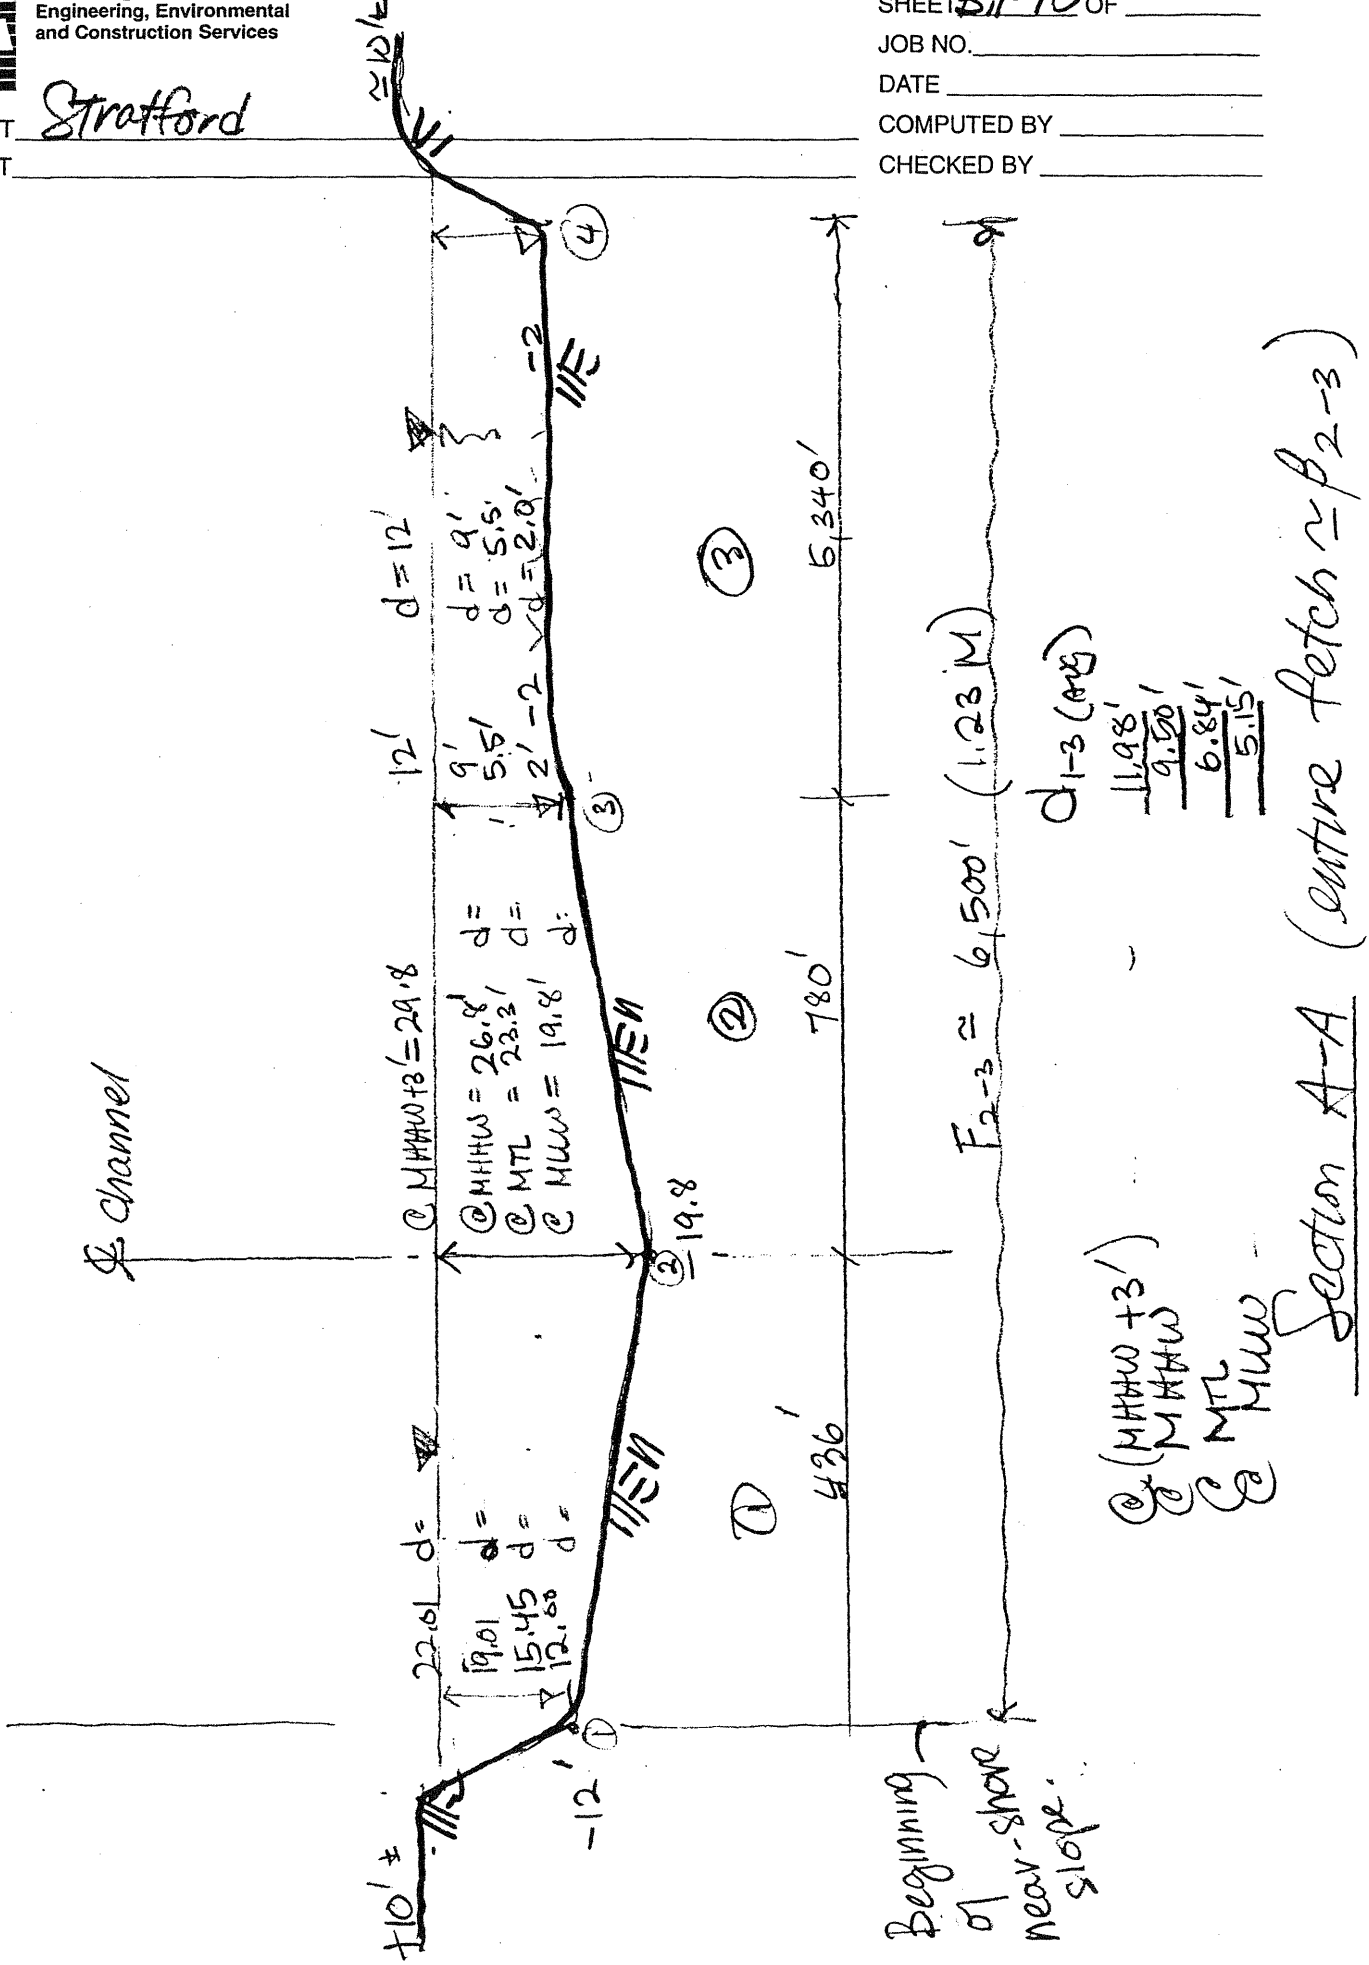 Engineering, Environmental
and Construction Services
SHEET OF
JOB NO.
DATE
COMPUTED BY
CHECKED BY
T Stratford
T
℄ Channel
+10' ±
≃10'±
22.01 d=
19.01 d=
15.45 d=
12.00 d=
@ MHHW+3'=29.8
@ MHHW = 26.8' d=
@ MTL = 23.3' d=
@ MLLW = 19.8' d=
12' d=12'
9' d=9'
5.5' d=5.5'
2' d=2.0'
-2 -2
-12'
-19.8
① ② ③ ④
① ② ③
436' 780' 5,340'
F2-3 ≃ 6,500' (1.23 M)
Beginning
of
near-shore
slope.
d1-3 (Avg)
@ (MHHW +3') 11.98'
@ MHHW 9.50'
@ MTL 6.84'
@ MLLW 5.15'
Section A-A (entire fetch ≃ β2-3)